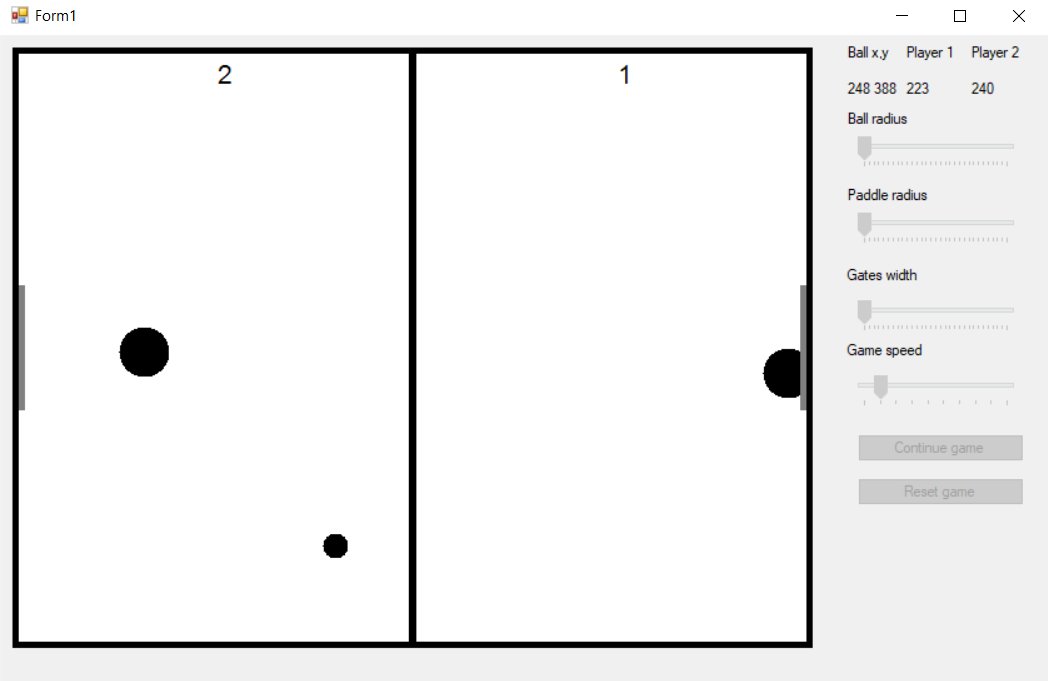 Form1
2 1
Ball x,y Player 1 Player 2
248 388 223 240
Ball radius
Paddle radius
Gates width
Game speed
Continue game
Reset game